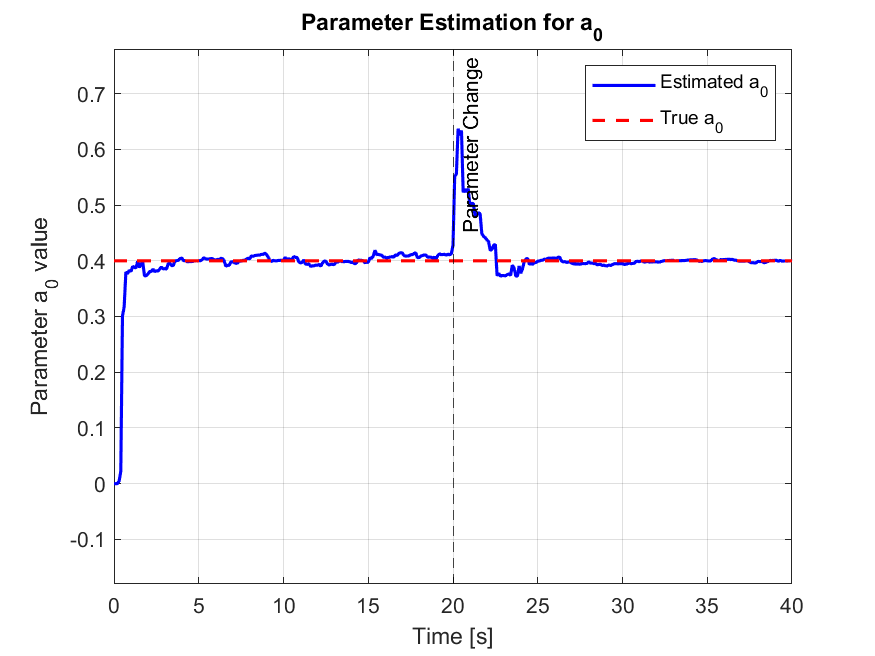 Parameter Estimation for a0
Estimated a0
True a0
Parameter Change
Parameter a0 value
0.7
0.6
0.5
0.4
0.3
0.2
0.1
0
-0.1
0 5 10 15 20 25 30 35 40
Time [s]